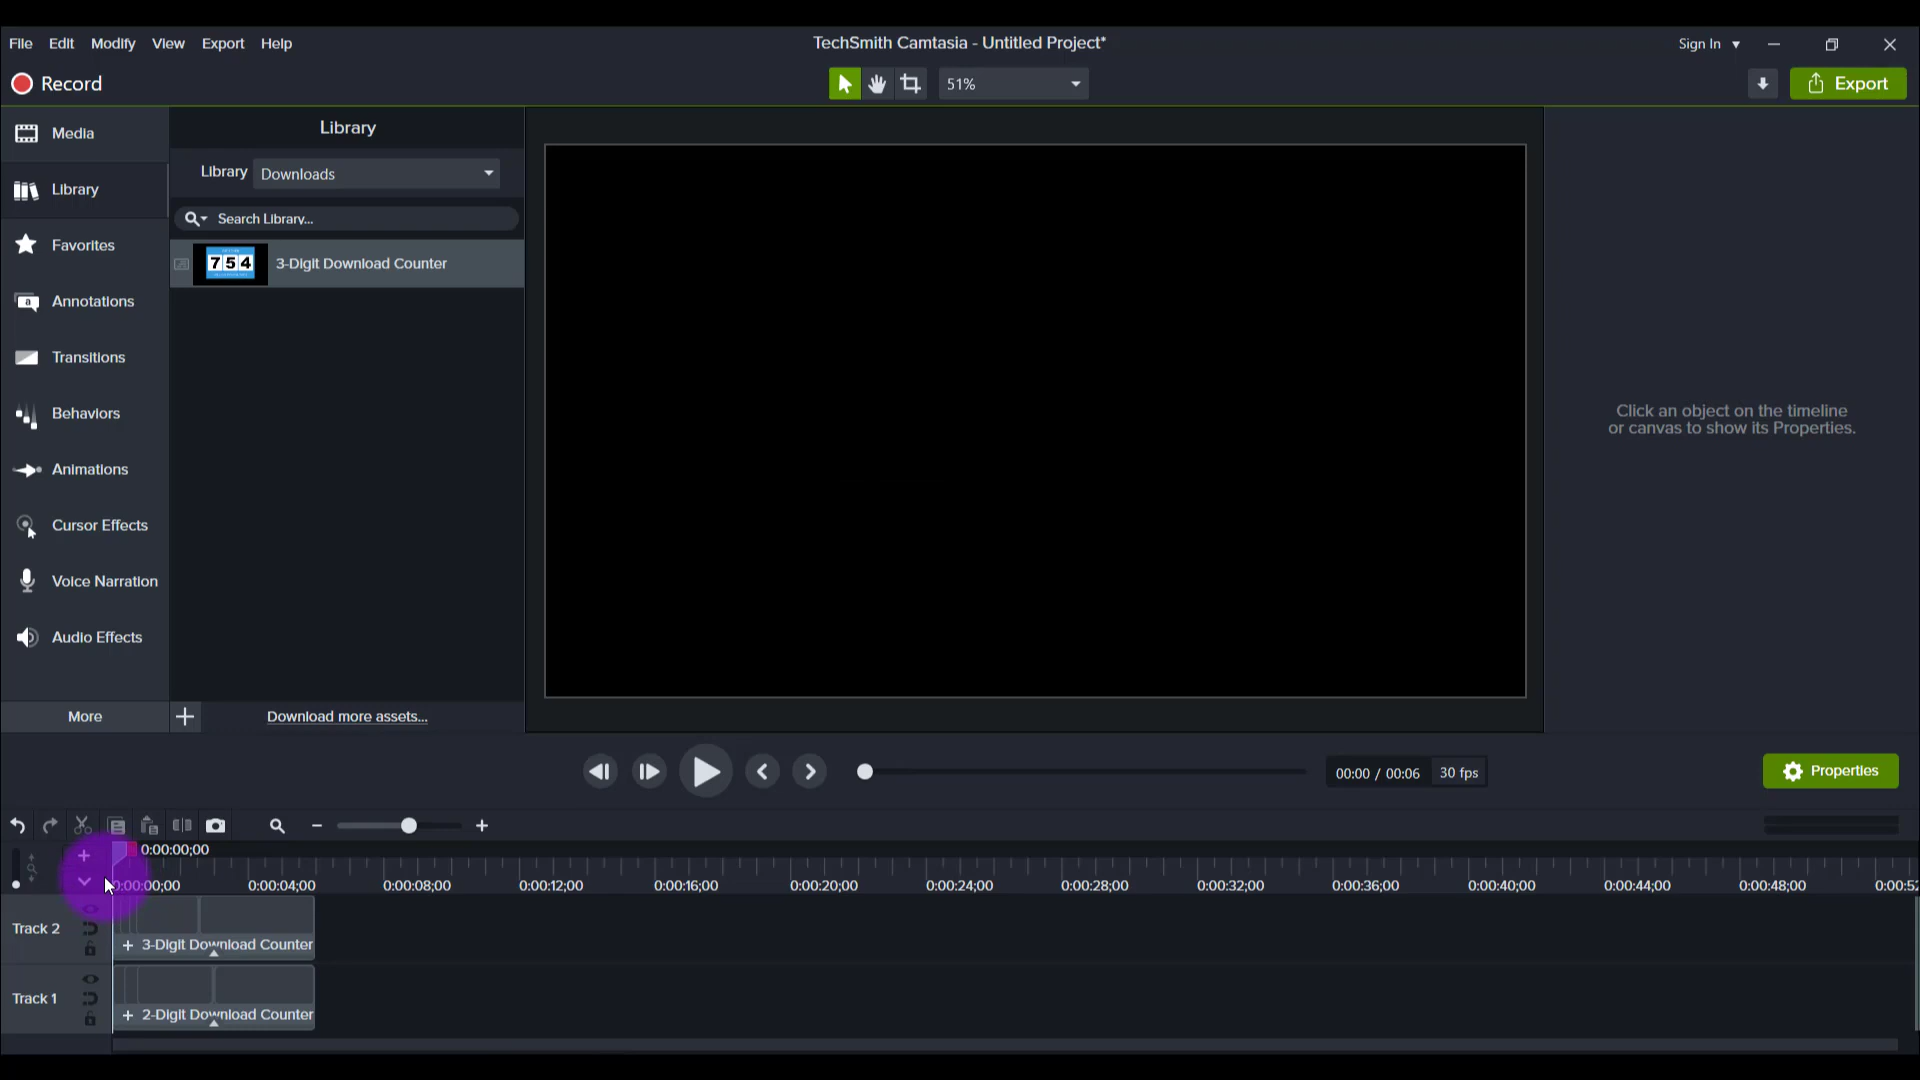 File Edit Modify View Export Help
TechSmith Camtasia - Untitled Project*
Sign In
Record
51%
Export
Media
Library
Favorites
Annotations
Transitions
Behaviors
Animations
Cursor Effects
Voice Narration
Audio Effects
More
Library
Library Downloads
Search Library...
754 3-Digit Download Counter
Download more assets...
Click an object on the timeline
or canvas to show its Properties.
00:00 / 00:06 30 fps
Properties
0:00:00;00
0:00:00;00 0:00:04;00 0:00:08;00 0:00:12;00 0:00:16;00 0:00:20;00 0:00:24;00 0:00:28;00 0:00:32;00 0:00:36;00 0:00:40;00 0:00:44;00 0:00:48;00 0:00:52
Track 2
+ 3-Digit Download Counter
Track 1
+ 2-Digit Download Counter